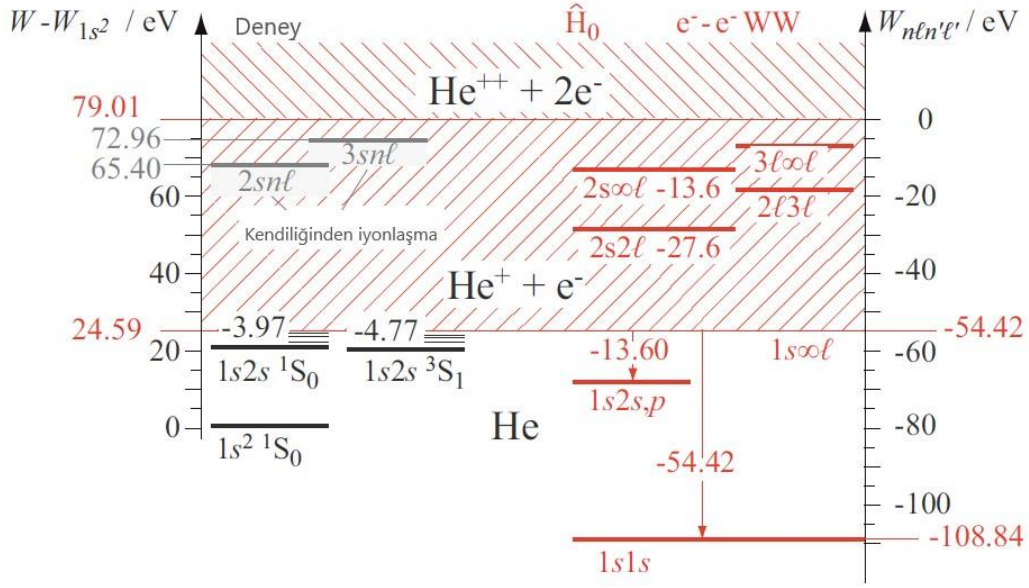 W - W₁ₛ² / eV
Deney
Ĥ₀
e⁻ - e⁻ WW
Wₙℓₙ'ℓ' / eV
He⁺⁺ + 2e⁻
79.01
0
72.96
3snℓ
3ℓ∞ℓ
65.40
2snℓ
2s∞ℓ -13.6
60
2ℓ3ℓ
-20
Kendiliğinden iyonlaşma
2s2ℓ -27.6
40
He⁺ + e⁻
-40
24.59
-3.97
-4.77
-54.42
20
-13.60
1s∞ℓ
-60
1s2s ¹S₀
1s2s ³S₁
1s2s,p
0
He
-80
1s² ¹S₀
-54.42
-100
-108.84
1s1s